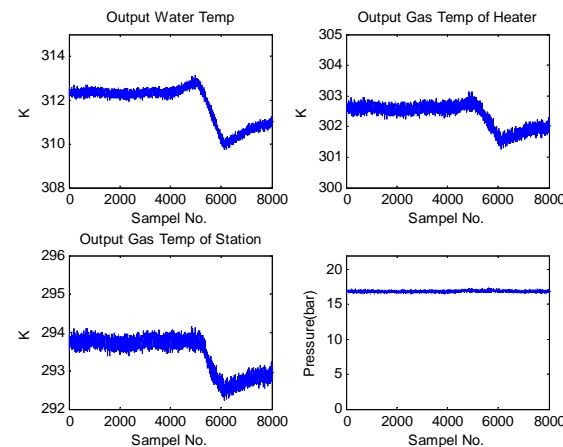 Output Water Temp
314
312
310
308
K
0 2000 4000 6000 8000
Sampel No.
Output Gas Temp of Heater
305
304
303
302
301
300
K
0 2000 4000 6000 8000
Sampel No.
Output Gas Temp of Station
296
295
294
293
292
K
0 2000 4000 6000 8000
Sampel No.
20
15
10
5
0
Pressure(bar)
0 2000 4000 6000 8000
Sampel No.